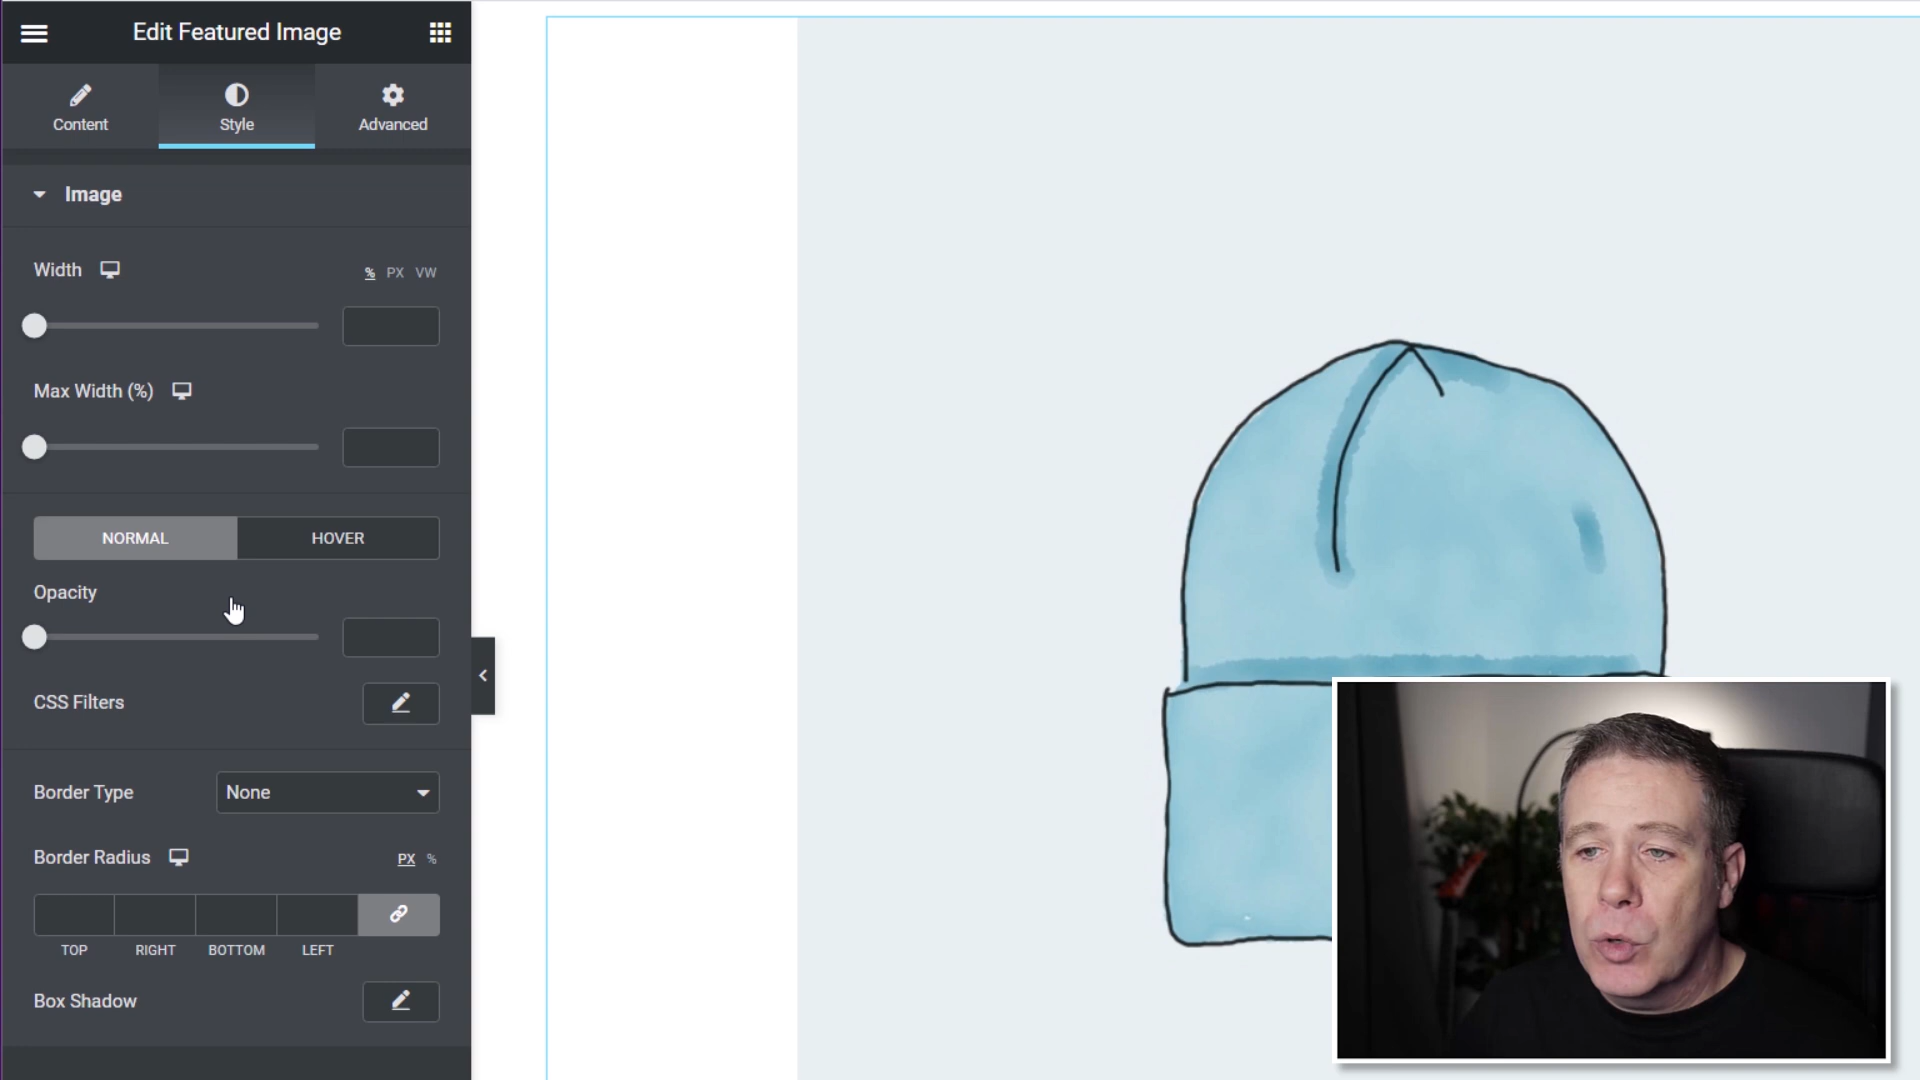 Edit Featured Image
Content
Style
Advanced
Image
Width
% PX VW
Max Width (%)
NORMAL
HOVER
Opacity
CSS Filters
Border Type
None
Border Radius
PX %
TOP
RIGHT
BOTTOM
LEFT
Box Shadow